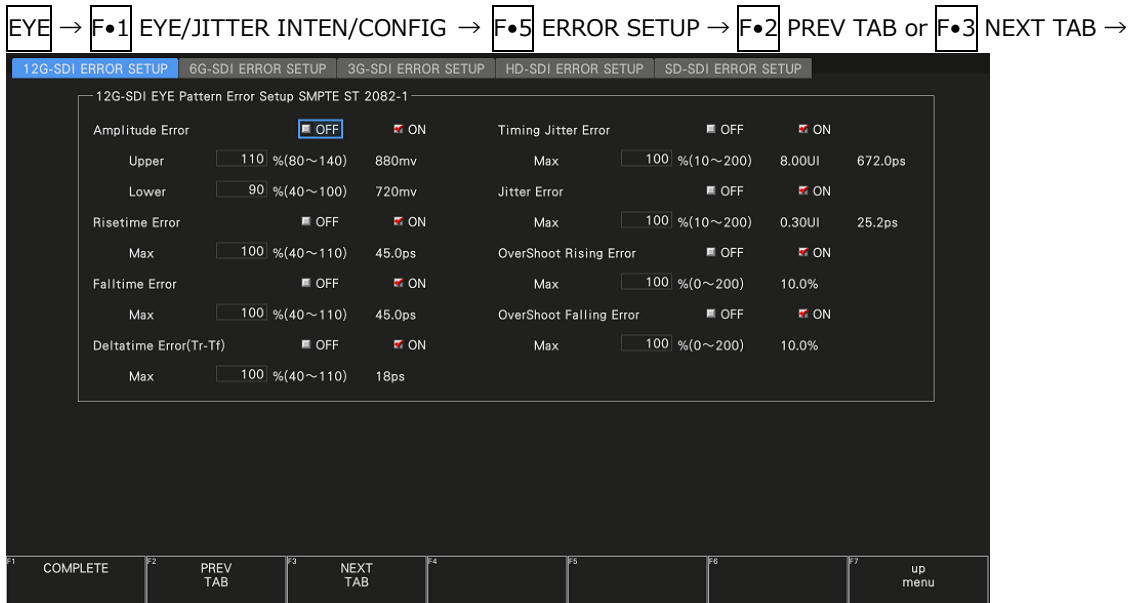 EYE → F•1 EYE/JITTER INTEN/CONFIG → F•5 ERROR SETUP → F•2 PREV TAB or F•3 NEXT TAB →
12G-SDI ERROR SETUP 6G-SDI ERROR SETUP 3G-SDI ERROR SETUP HD-SDI ERROR SETUP SD-SDI ERROR SETUP
12G-SDI EYE Pattern Error Setup SMPTE ST 2082-1
Amplitude Error OFF ON Timing Jitter Error OFF ON
Upper 110 %(80～140) 880mv Max 100 %(10～200) 8.00UI 672.0ps
Lower 90 %(40～100) 720mv Jitter Error OFF ON
Risetime Error OFF ON Max 100 %(10～200) 0.30UI 25.2ps
Max 100 %(40～110) 45.0ps OverShoot Rising Error OFF ON
Falltime Error OFF ON Max 100 %(0～200) 10.0%
Max 100 %(40～110) 45.0ps OverShoot Falling Error OFF ON
Deltatime Error(Tr-Tf) OFF ON Max 100 %(0～200) 10.0%
Max 100 %(40～110) 18ps
F1 COMPLETE F2 PREV TAB F3 NEXT TAB F4 F5 F6 F7 up menu